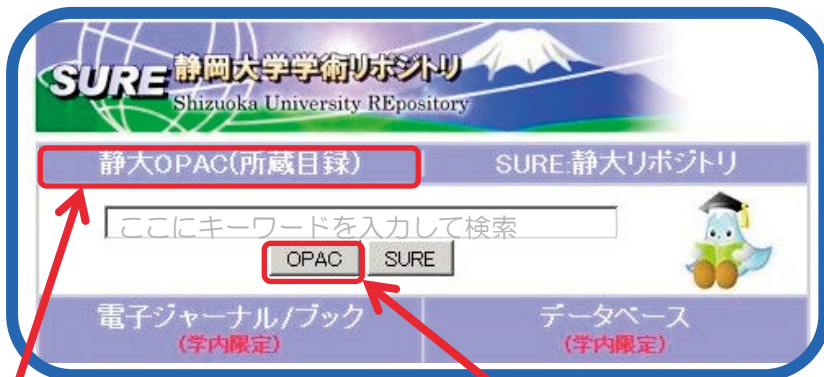 SURE 静岡大学学術リポジトリ
Shizuoka University REpository
静大OPAC(所蔵目録) SURE:静大リポジトリ
ここにキーワードを入力して検索
OPAC SURE
電子ジャーナル/ブック データベース
(学内限定) (学内限定)